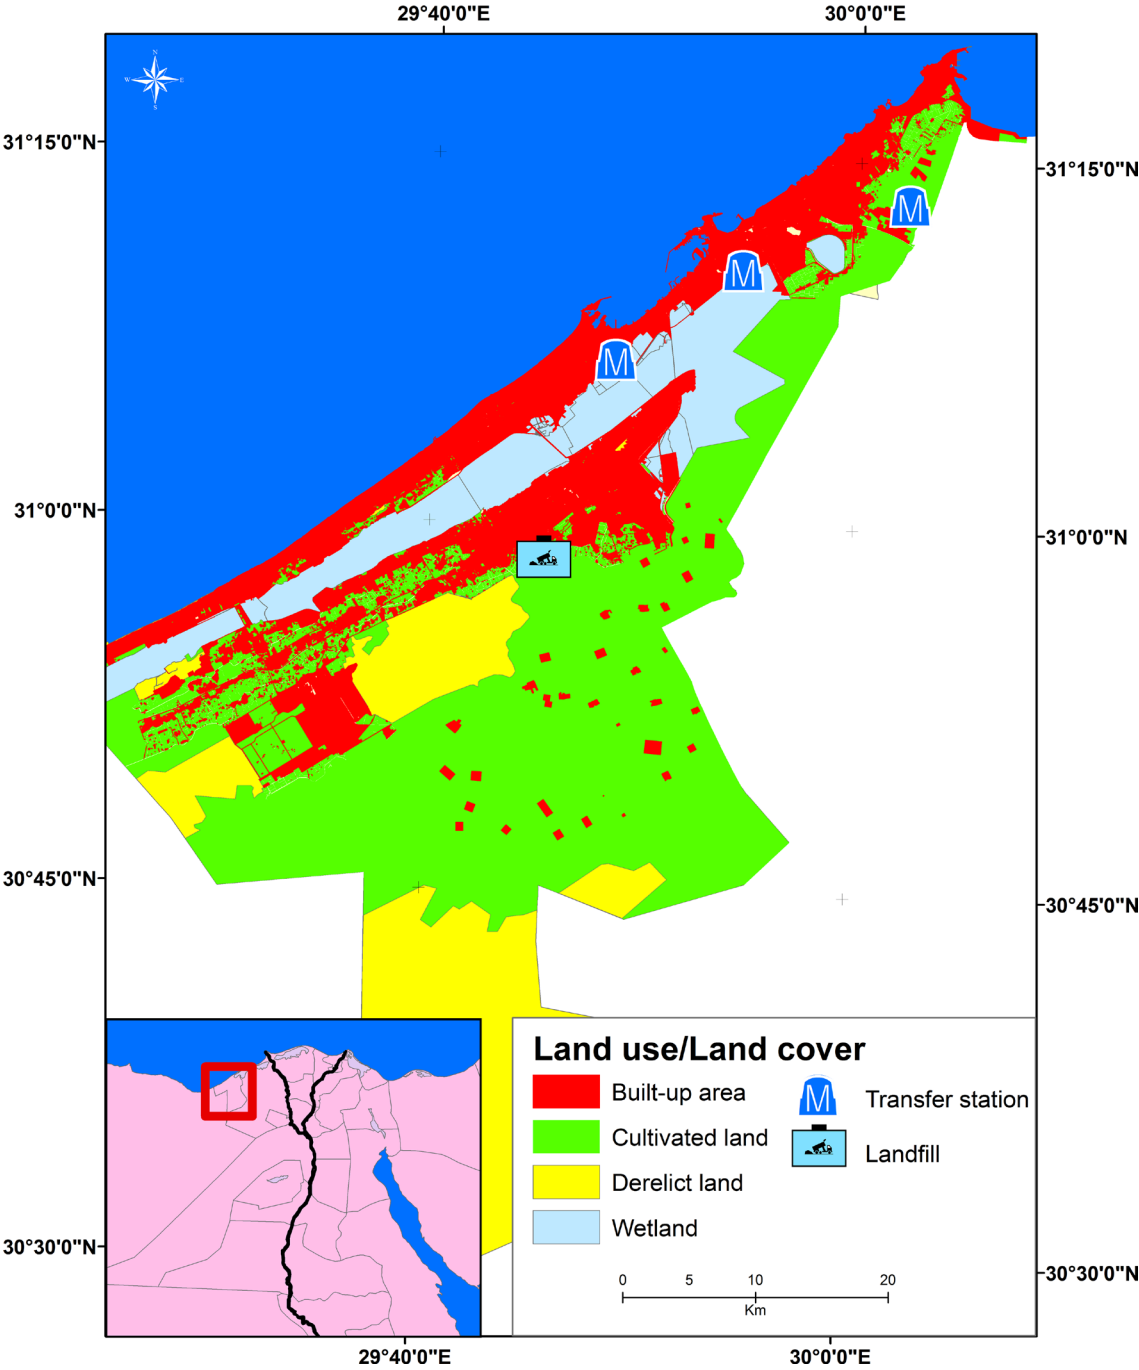 29°40'0"E 30°0'0"E
N
W E
S
31°15'0"N
31°15'0"N
M
M
M
31°0'0"N
31°0'0"N
30°45'0"N
30°45'0"N
Land use/Land cover
Built-up area
M Transfer station
Cultivated land
Landfill
Derelict land
Wetland
0 5 10 20
Km
30°30'0"N
30°30'0"N
29°40'0"E 30°0'0"E